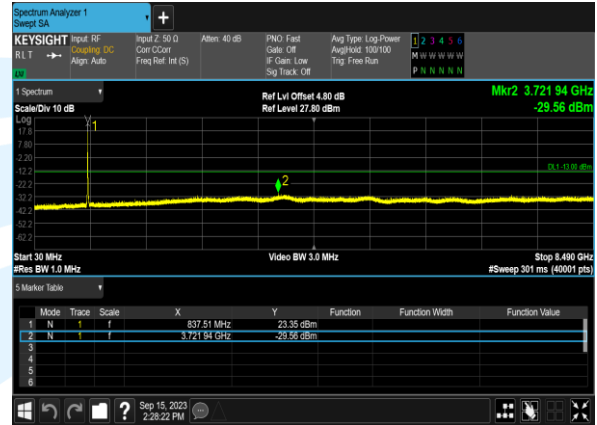 Spectrum Analyzer 1
Swept SA
+
KEYSIGHT Input: RF Input Z: 50 Ω Atten: 40 dB PNO: Fast Avg Type: Log-Power 1 2 3 4 5 6
RLT Coupling: DC Corr CCorr Gate: Off Avg|Hold: 100/100 M W W W W W
Align: Auto Freq Ref: Int (S) IF Gain: Low Trig: Free Run
Sig Track: Off P N N N N N
1 Spectrum Ref Lvl Offset 4.80 dB Mkr2 3.721 94 GHz
Scale/Div 10 dB Ref Level 27.80 dBm -29.56 dBm
Log
17.8 1
7.80
-2.20
-12.2 DL1 -13.00 dBm
-22.2 2
-32.2
-42.2
-52.2
-62.2
Start 30 MHz Video BW 3.0 MHz Stop 8.490 GHz
#Res BW 1.0 MHz #Sweep 301 ms (40001 pts)
5 Marker Table
Mode Trace Scale X Y Function Function Width Function Value
1 N 1 f 837.51 MHz 23.35 dBm
2 N 1 f 3.721 94 GHz -29.56 dBm
3
4
5
6
? Sep 15, 2023
2:28:22 PM